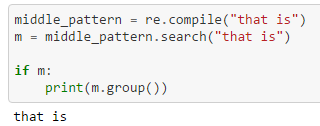 middle_pattern = re.compile("that is")
m = middle_pattern.search("that is")

if m:
    print(m.group())
that is